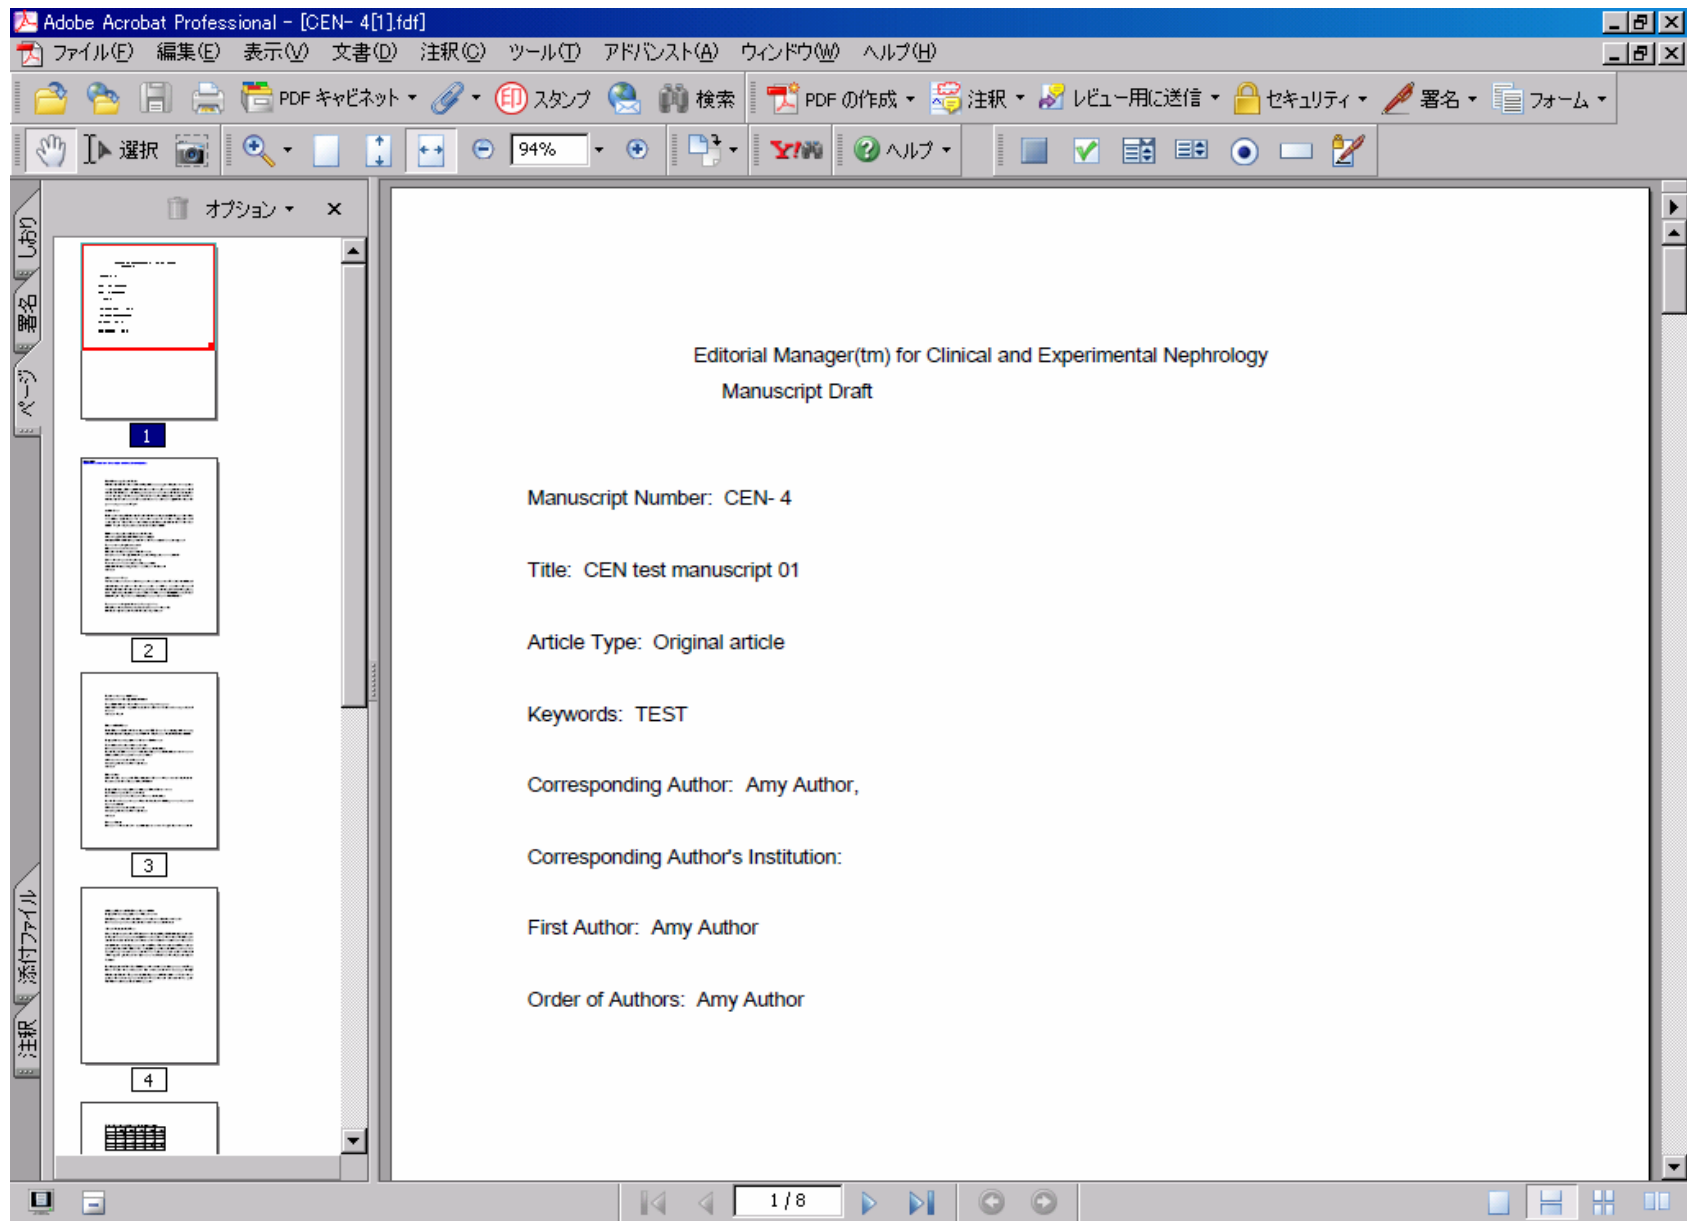 Adobe Acrobat Professional - [CEN- 4[1].fdf]
ファイル(F) 編集(E) 表示(V) 文書(D) 注釈(C) ツール(T) アドバンスト(A) ウィンドウ(W) ヘルプ(H)
PDF キャビネット スタンプ 検索 PDF の作成 注釈 レビュー用に送信 セキュリティ 署名 フォーム
選択 94% Y! ヘルプ
しおり
署名
ページ
添付ファイル
注釈
オプション
1
2
3
4
Editorial Manager(tm) for Clinical and Experimental Nephrology
Manuscript Draft
Manuscript Number: CEN- 4
Title: CEN test manuscript 01
Article Type: Original article
Keywords: TEST
Corresponding Author: Amy Author,
Corresponding Author's Institution:
First Author: Amy Author
Order of Authors: Amy Author
1 / 8